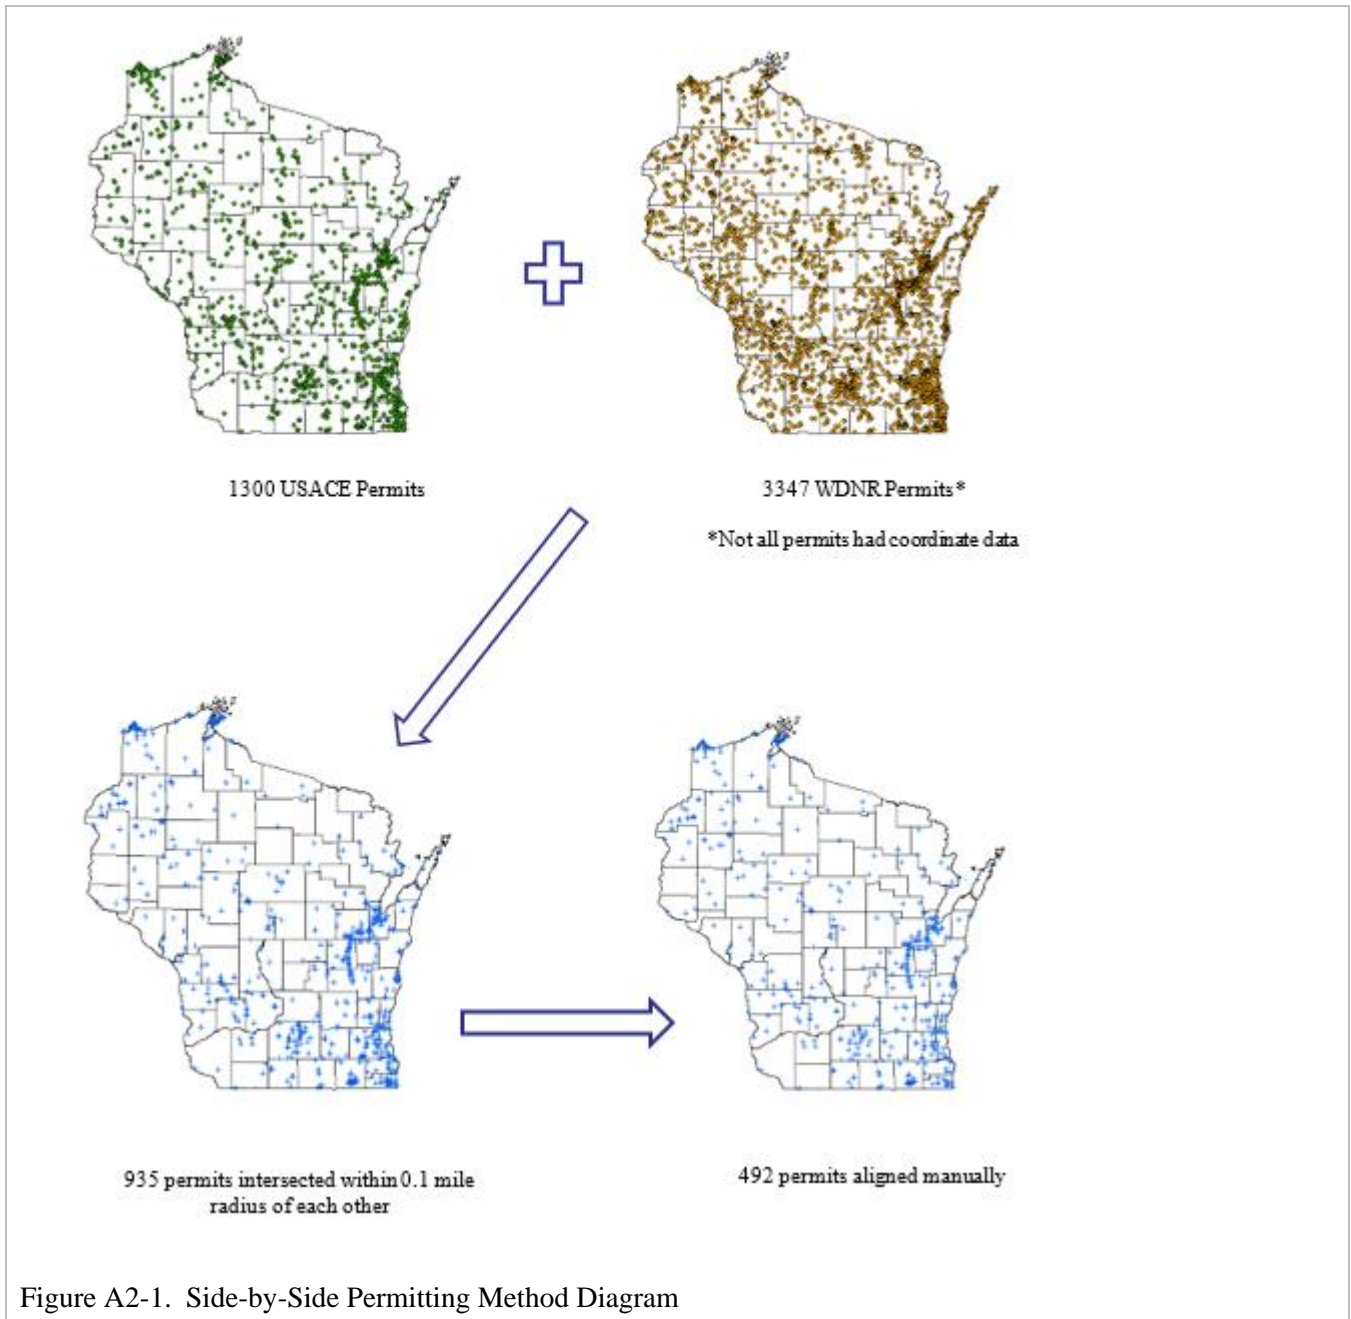 1300 USACE Permits
3347 WDNR Permits*
*Not all permits had coordinate data
935 permits intersected within 0.1 mile
radius of each other
492 permits aligned manually
Figure A2-1. Side-by-Side Permitting Method Diagram